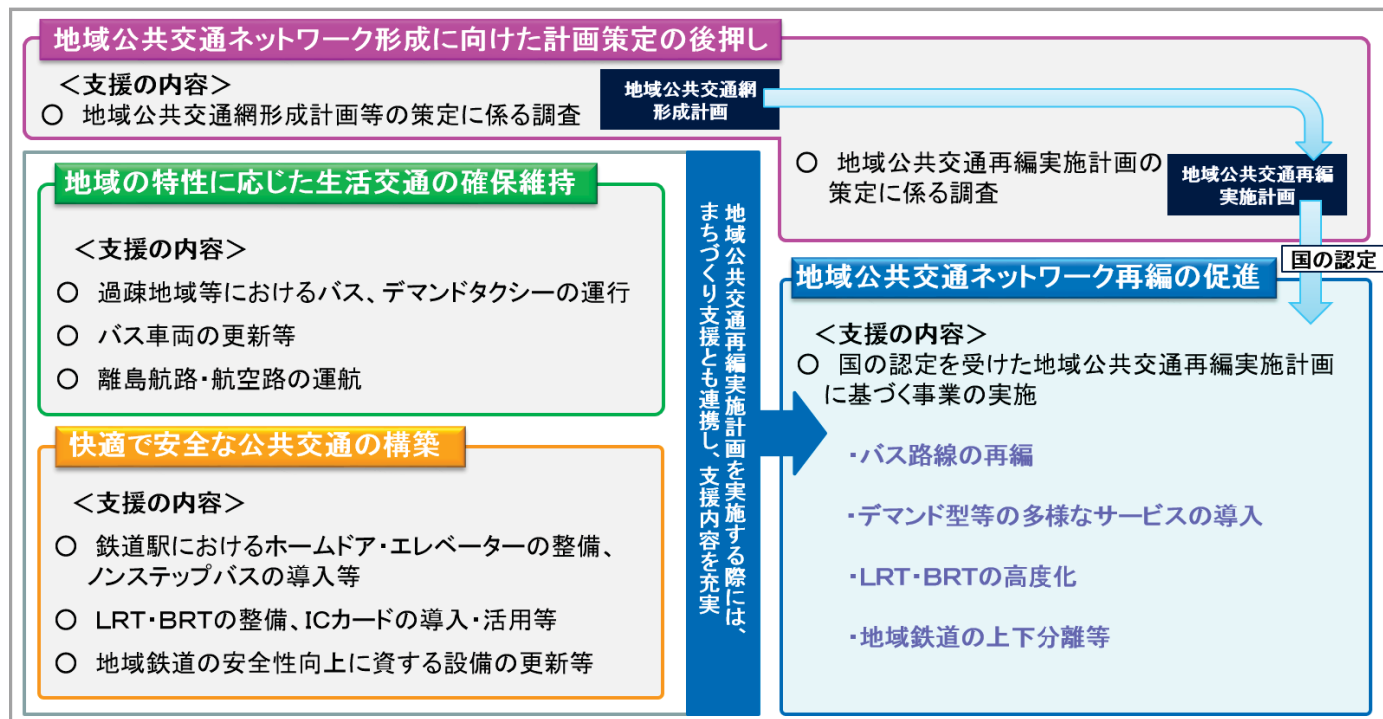 地域公共交通ネットワーク形成に向けた計画策定の後押し
＜支援の内容＞
○ 地域公共交通網形成計画等の策定に係る調査
地域公共交通網
形成計画
○ 地域公共交通再編実施計画の
策定に係る調査
地域公共交通再編
実施計画
国の認定
地域の特性に応じた生活交通の確保維持
＜支援の内容＞
○ 過疎地域等におけるバス、デマンドタクシーの運行
○ バス車両の更新等
○ 離島航路・航空路の運航
快適で安全な公共交通の構築
＜支援の内容＞
○ 鉄道駅におけるホームドア・エレベーターの整備、
ノンステップバスの導入等
○ ＬＲＴ・ＢＲＴの整備、ＩＣカードの導入・活用等
○ 地域鉄道の安全性向上に資する設備の更新等
地域公共交通再編実施計画を実施する際には、
まちづくり支援とも連携し、支援内容を充実
地域公共交通ネットワーク再編の促進
＜支援の内容＞
○ 国の認定を受けた地域公共交通再編実施計画
に基づく事業の実施
・バス路線の再編
・デマンド型等の多様なサービスの導入
・ＬＲＴ・ＢＲＴの高度化
・地域鉄道の上下分離等